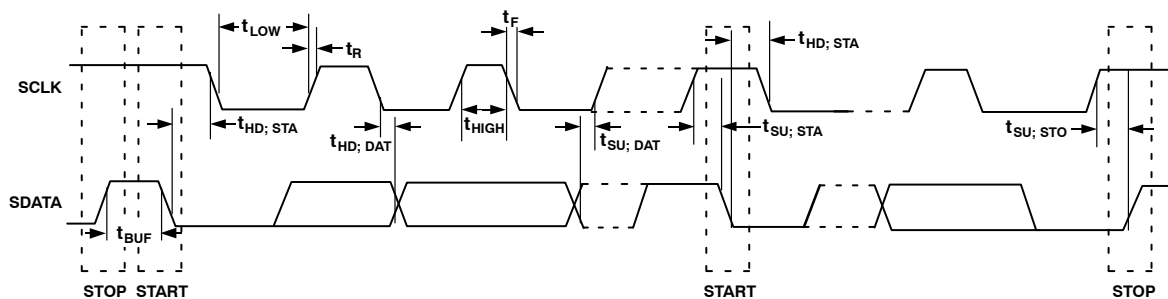 tLOW
tR
tF
tHD; STA
SCLK
tHD; STA
tHD; DAT
tHIGH
tSU; DAT
tSU; STA
tSU; STO
SDATA
tBUF
STOP START START STOP